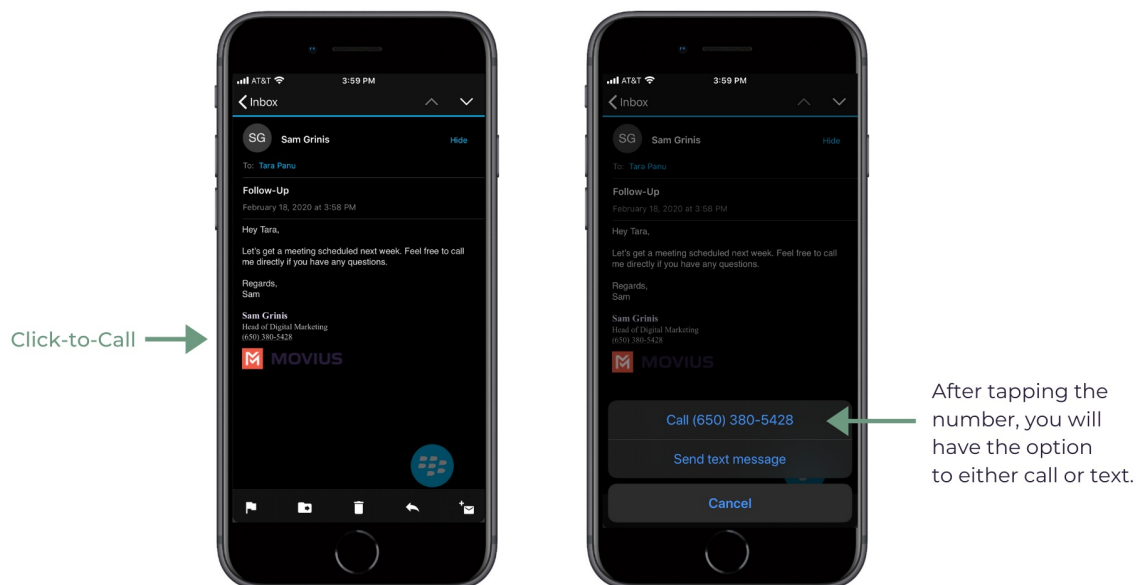 AT&T
3:59 PM
Inbox
SG
Sam Grinis
Hide
To: Tara Panu
Follow-Up
February 18, 2020 at 3:58 PM
Hey Tara,
Let's get a meeting scheduled next week. Feel free to call
me directly if you have any questions.
Regards,
Sam
Sam Grinis
Head of Digital Marketing
(650) 380-5428
MOVIUS
Click-to-Call
AT&T
3:59 PM
Inbox
SG
Sam Grinis
Hide
To: Tara Panu
Follow-Up
February 18, 2020 at 3:58 PM
Hey Tara,
Let's get a meeting scheduled next week. Feel free to call
me directly if you have any questions.
Regards,
Sam
Sam Grinis
Head of Digital Marketing
(650) 380-5428
MOVIUS
Call (650) 380-5428
Send text message
Cancel
After tapping the
number, you will
have the option
to either call or text.